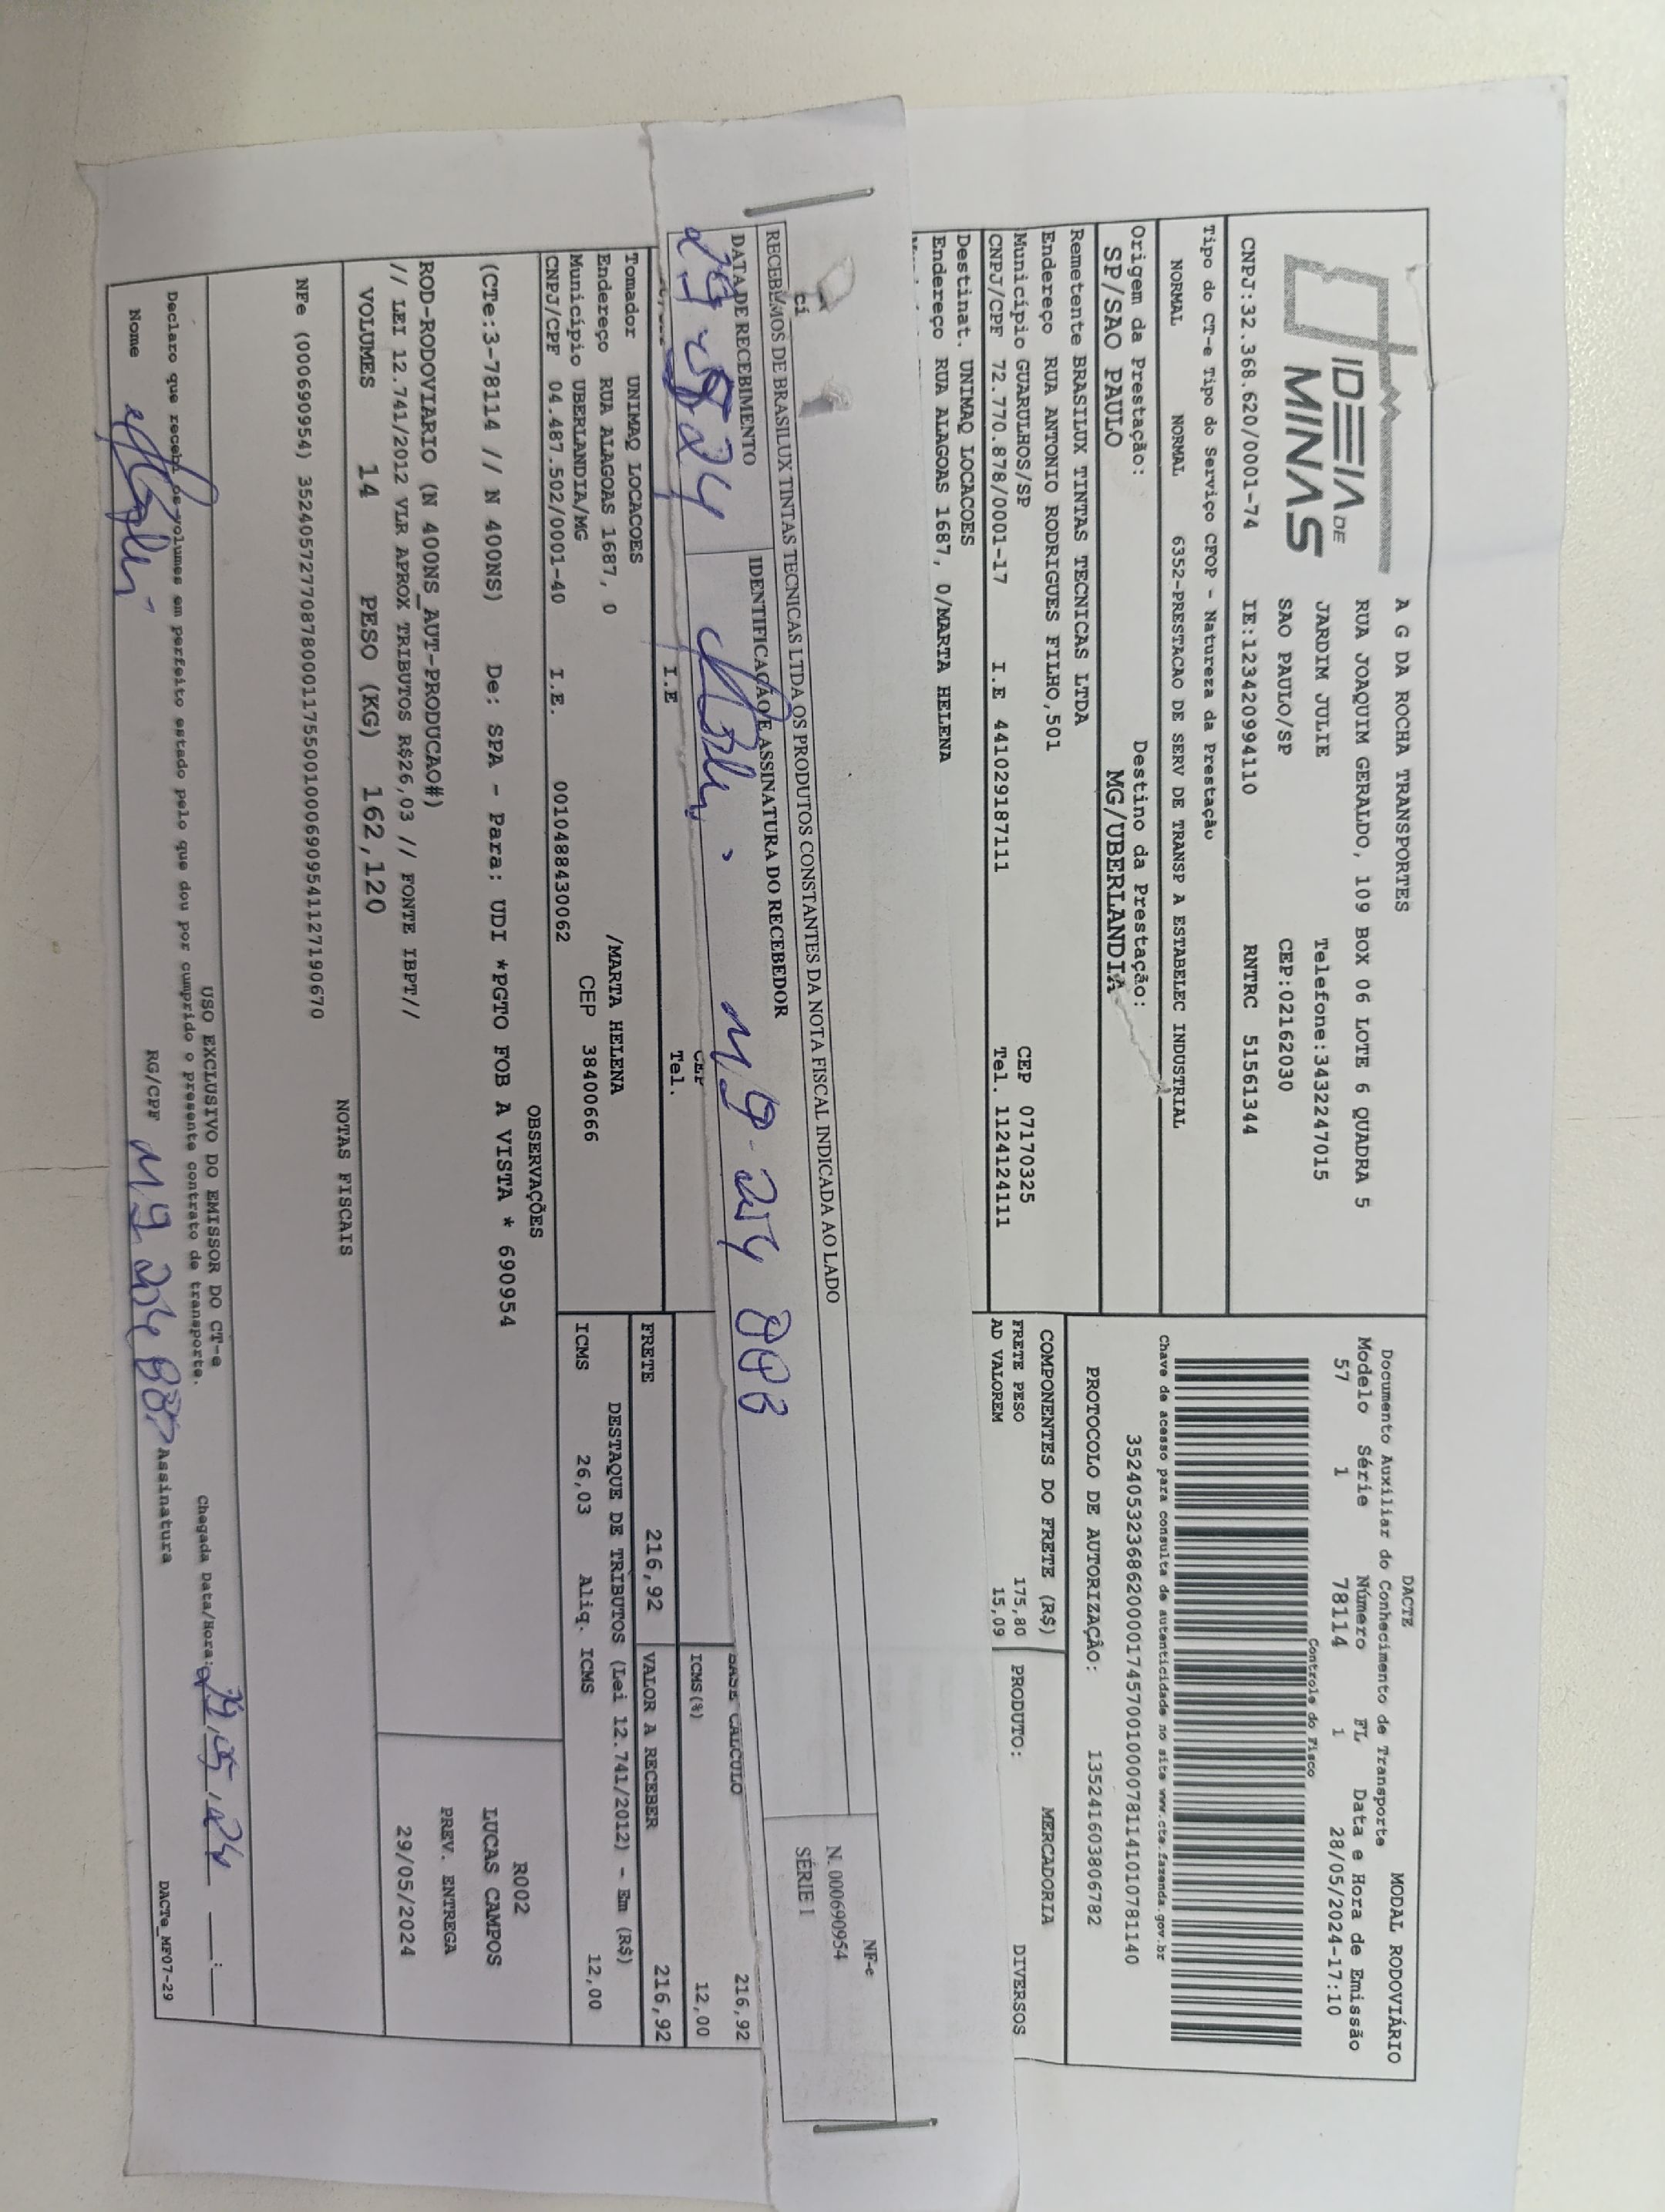 IDEIA DE
MINAS
A G DA ROCHA TRANSPORTES
RUA JOAQUIM GERALDO, 109 BOX 06 LOTE 6 QUADRA 5
JARDIM JULIE Telefone:3432247015
SAO PAULO/SP CEP:02162030
CNPJ:32.368.620/0001-74 IE:123420994110 RNTRC 51561344
DACTE MODAL RODOVIÁRIO
Documento Auxiliar do Conhecimento de Transporte
Modelo Série Número FL Data e Hora de Emissão
57 1 78114 1 28/05/2024-17:10
Controle do Fisco
Tipo do CT-e Tipo do Serviço CFOP - Natureza da Prestação
NORMAL NORMAL 6352-PRESTACAO DE SERV DE TRANSP A ESTABELEC INDUSTRIAL
Chave de acesso para consulta de autenticidade no site www.cte.fazenda.gov.br
35240532368620000174570010000781141010781140
Origem da Prestação: Destino da Prestação:
SP/SAO PAULO MG/UBERLANDIA
PROTOCOLO DE AUTORIZAÇÃO: 135241603806782
Remetente BRASILUX TINTAS TECNICAS LTDA
Endereço RUA ANTONIO RODRIGUES FILHO,501
Município GUARULHOS/SP CEP 07170325
CNPJ/CPF 72.770.878/0001-17 I.E 441029187111 Tel. 1124124111
COMPONENTES DO FRETE (R$) MERCADORIA
FRETE PESO 175,80 PRODUTO: DIVERSOS
AD VALOREM 15,09
Destinat. UNIMAQ LOCACOES
Endereço RUA ALAGOAS 1687, 0/MARTA HELENA
ci
RECEBEMOS DE BRASILUX TINTAS TECNICAS LTDA OS PRODUTOS CONSTANTES DA NOTA FISCAL INDICADA AO LADO
NF-e
N. 000690954
SÉRIE 1
DATA DE RECEBIMENTO IDENTIFICAÇÃO E ASSINATURA DO RECEBEDOR
29 05 24
CEP
I.E Tel.
BASE CALCULO 216,92
ICMS(%) 12,00
Tomador UNIMAQ LOCACOES
Endereço RUA ALAGOAS 1687, 0 /MARTA HELENA
Município UBERLANDIA/MG CEP 38400666
CNPJ/CPF 04.487.502/0001-40 I.E. 0010488430062
FRETE 216,92 VALOR A RECEBER 216,92
DESTAQUE DE TRIBUTOS (Lei 12.741/2012) - Em (R$)
ICMS 26,03 Aliq. ICMS 12,00
OBSERVAÇÕES
(CTe:3-78114 // N 400NS) De: SPA - Para: UDI *PGTO FOB A VISTA * 690954
ROD-RODOVIARIO (N 400NS_AUT-PRODUCAO#)
// LEI 12.741/2012 VLR APROX TRIBUTOS R$26,03 // FONTE IBPT//
R002
LUCAS CAMPOS
PREV. ENTREGA
29/05/2024
VOLUMES 14 PESO (KG) 162,120
NOTAS FISCAIS
NFe (000690954) 35240572770878000117550010006909541127190670
USO EXCLUSIVO DO EMISSOR DO CT-e
Declaro que recebi os volumes em perfeito estado pelo que dou por cumprido o presente contrato de transporte.
Chegada Data/Hora: 29/05/24 __:__
Nome RG/CPF Assinatura
DACTe_MF07-29